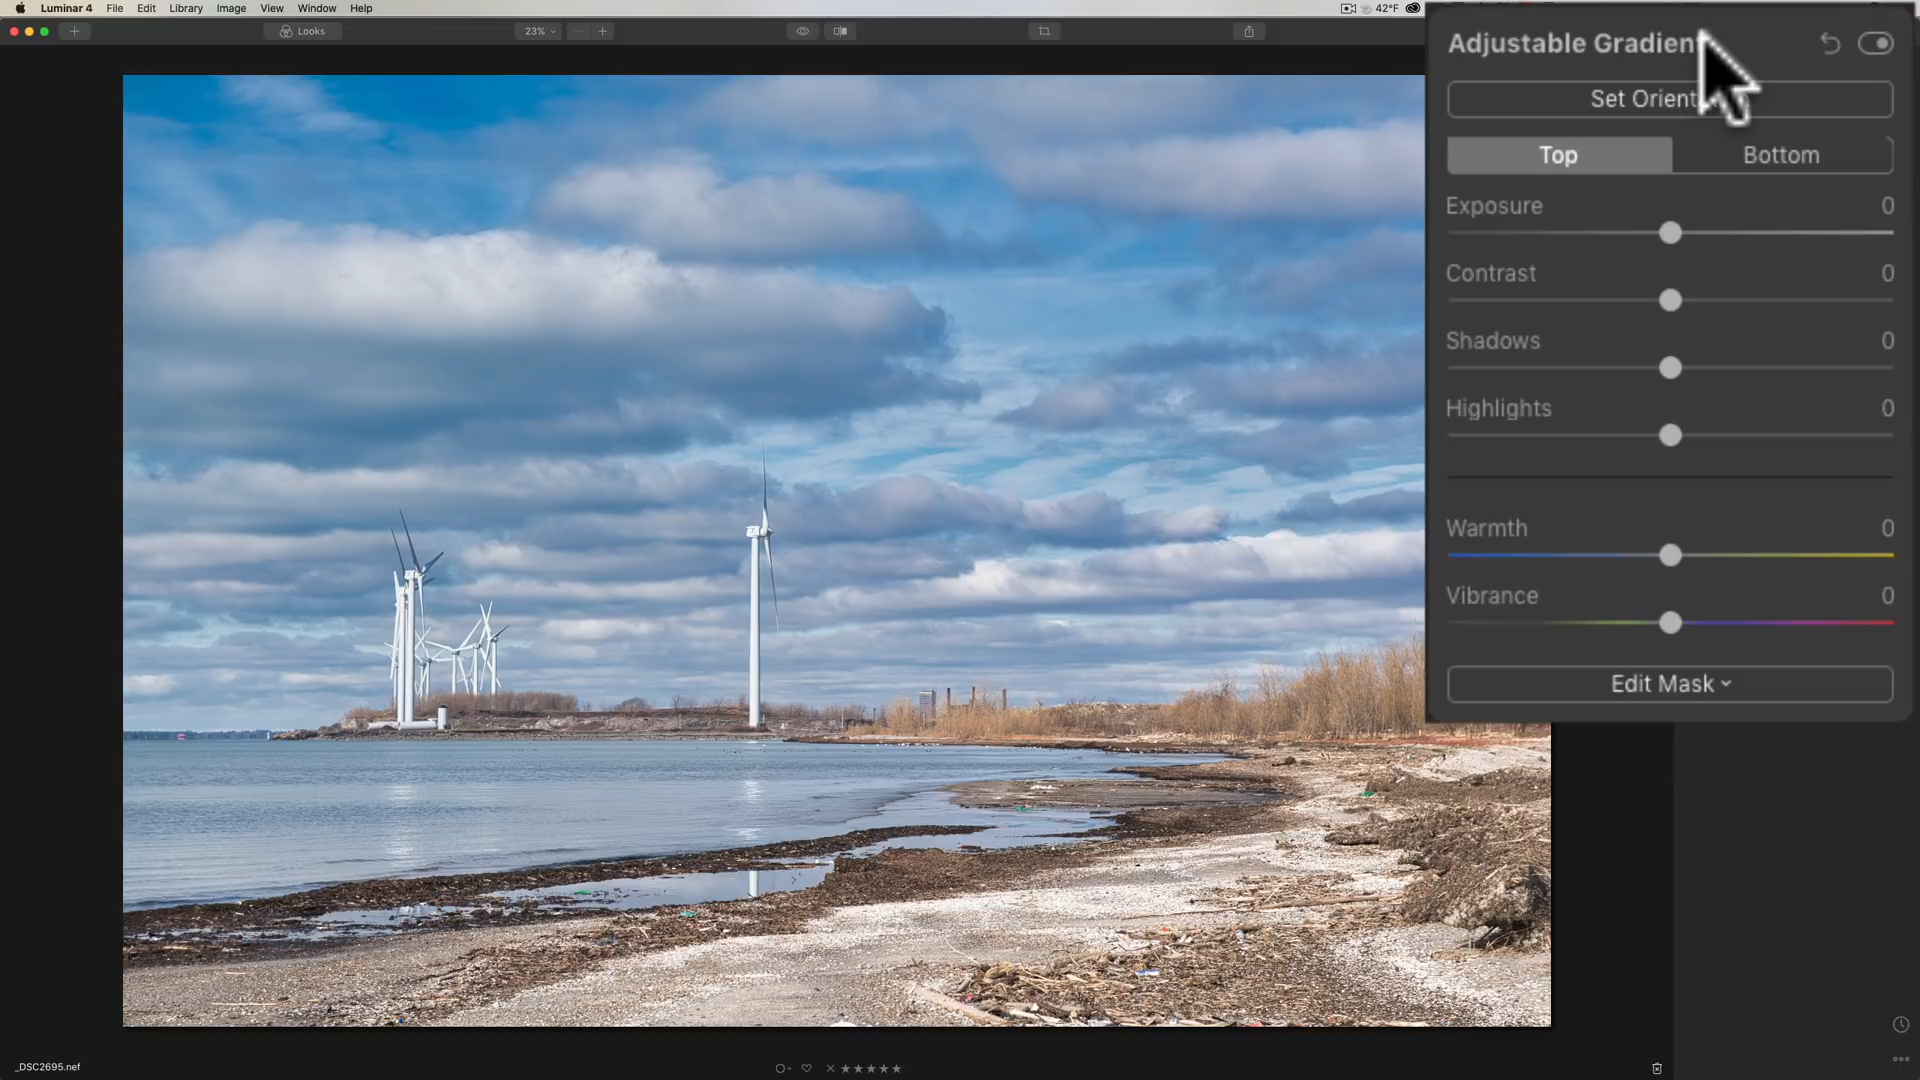 Luminar 4 File Edit Library Image View Window Help 42°F
Looks 23%
Adjustable Gradient
Set Orient
Top Bottom
Exposure 0
Contrast 0
Shadows 0
Highlights 0
Warmth 0
Vibrance 0
Edit Mask
_DSC2695.nef